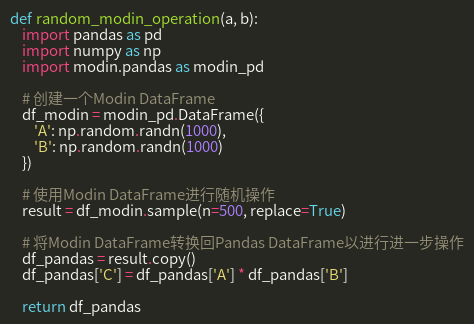 def random_modin_operation(a, b):
    import pandas as pd
    import numpy as np
    import modin.pandas as modin_pd

    # 创建一个Modin DataFrame
    df_modin = modin_pd.DataFrame({
        'A': np.random.randn(1000),
        'B': np.random.randn(1000)
    })

    # 使用Modin DataFrame进行随机操作
    result = df_modin.sample(n=500, replace=True)

    # 将Modin DataFrame转换回Pandas DataFrame以进行进一步操作
    df_pandas = result.copy()
    df_pandas['C'] = df_pandas['A'] * df_pandas['B']

    return df_pandas